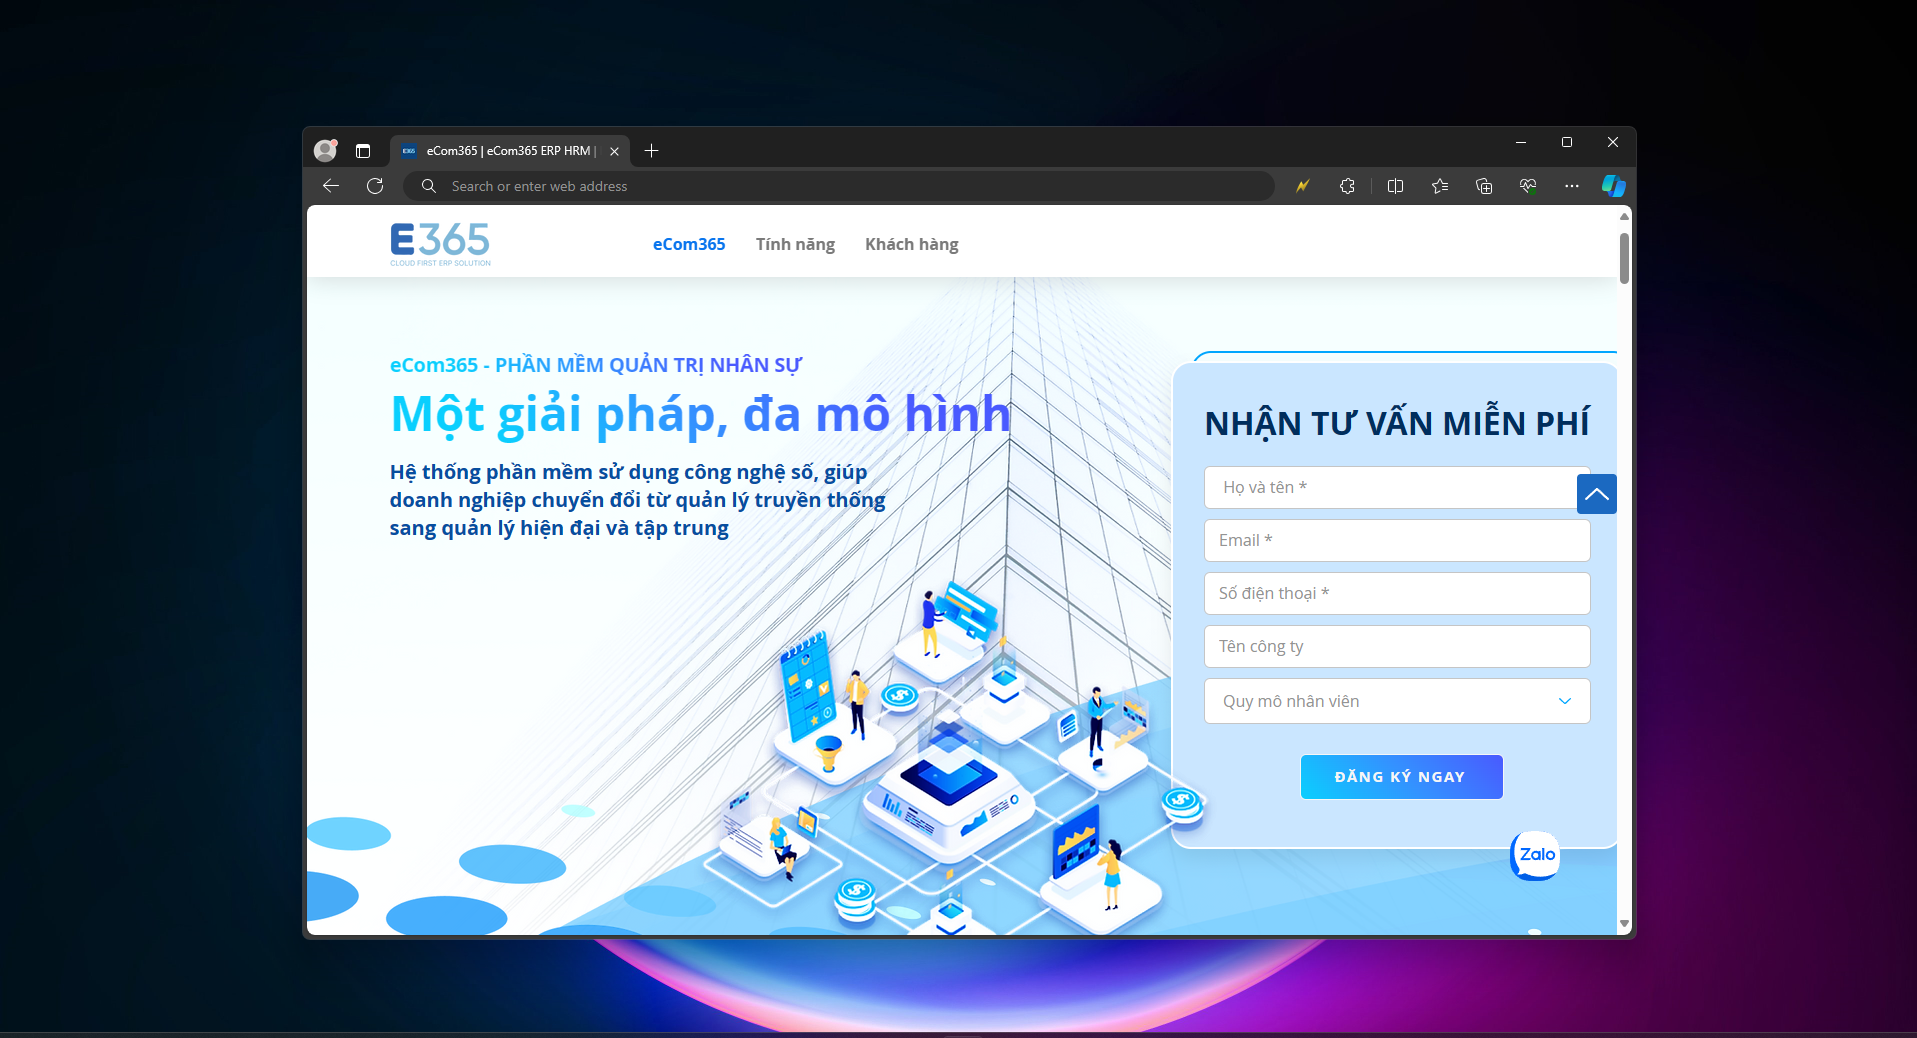 eCom365 | eCom365 ERP HRM |
Search or enter web address
E365
CLOUD FIRST ERP SOLUTION
eCom365
Tính năng
Khách hàng
eCom365 - PHẦN MỀM QUẢN TRỊ NHÂN SỰ
Một giải pháp, đa mô hình
Hệ thống phần mềm sử dụng công nghệ số, giúp
doanh nghiệp chuyển đổi từ quản lý truyền thống
sang quản lý hiện đại và tập trung
NHẬN TƯ VẤN MIỄN PHÍ
Họ và tên *
Email *
Số điện thoại *
Tên công ty
Quy mô nhân viên
ĐĂNG KÝ NGAY
Zalo